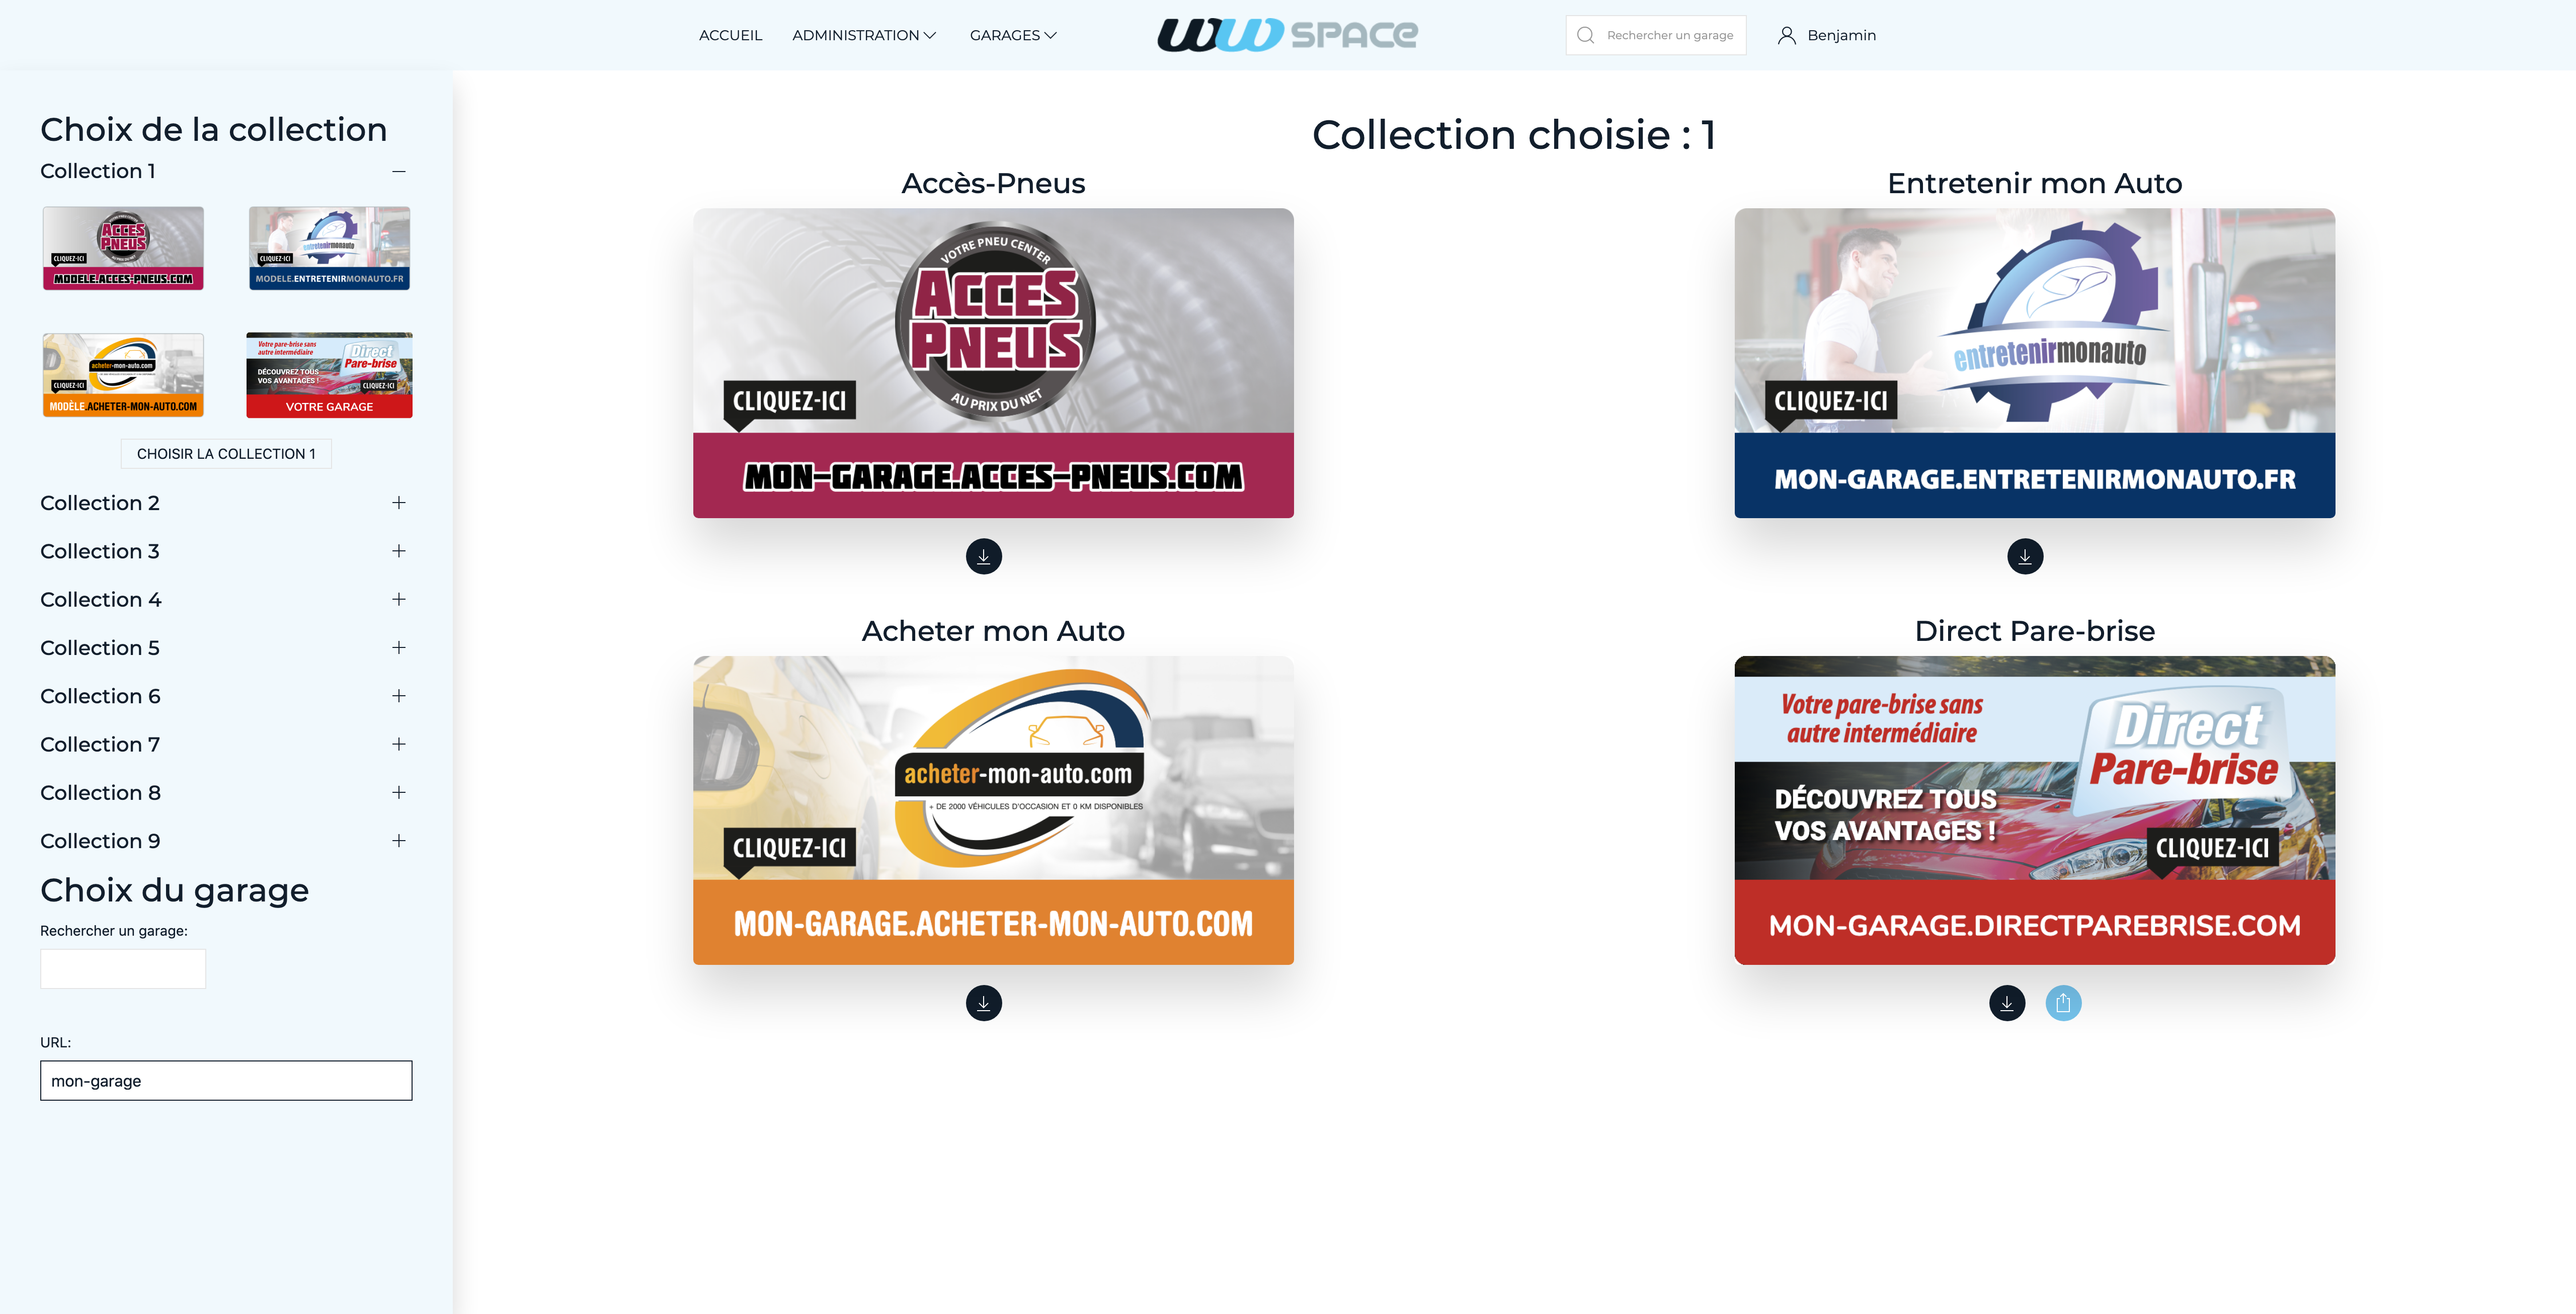 ACCUEIL
ADMINISTRATION
GARAGES
WW SPACE
Rechercher un garage
Benjamin
Choix de la collection
Collection 1
ACCES
PNEUS
CLIQUEZ-ICI
MODELE.ACCES-PNEUS.COM
entretenirmonauto
CLIQUEZ-ICI
MODELE.ENTRETENIRMONAUTO.FR
acheter-mon-auto.com
CLIQUEZ-ICI
MODÈLE.ACHETER-MON-AUTO.COM
Votre pare-brise sans
autre intermédiaire
Direct
Pare-brise
DÉCOUVREZ TOUS
VOS AVANTAGES !
CLIQUEZ-ICI
VOTRE GARAGE
CHOISIR LA COLLECTION 1
Collection 2
Collection 3
Collection 4
Collection 5
Collection 6
Collection 7
Collection 8
Collection 9
Choix du garage
Rechercher un garage:
URL:
mon-garage
Collection choisie : 1
Accès-Pneus
VOTRE PNEU CENTER
ACCES
PNEUS
AU PRIX DU NET
CLIQUEZ-ICI
MON-GARAGE.ACCES-PNEUS.COM
Entretenir mon Auto
entretenirmonauto
CLIQUEZ-ICI
MON-GARAGE.ENTRETENIRMONAUTO.FR
Acheter mon Auto
acheter-mon-auto.com
+ DE 2000 VÉHICULES D'OCCASION ET 0 KM DISPONIBLES
CLIQUEZ-ICI
MON-GARAGE.ACHETER-MON-AUTO.COM
Direct Pare-brise
Votre pare-brise sans
autre intermédiaire
Direct
Pare-brise
DÉCOUVREZ TOUS
VOS AVANTAGES !
CLIQUEZ-ICI
MON-GARAGE.DIRECTPAREBRISE.COM